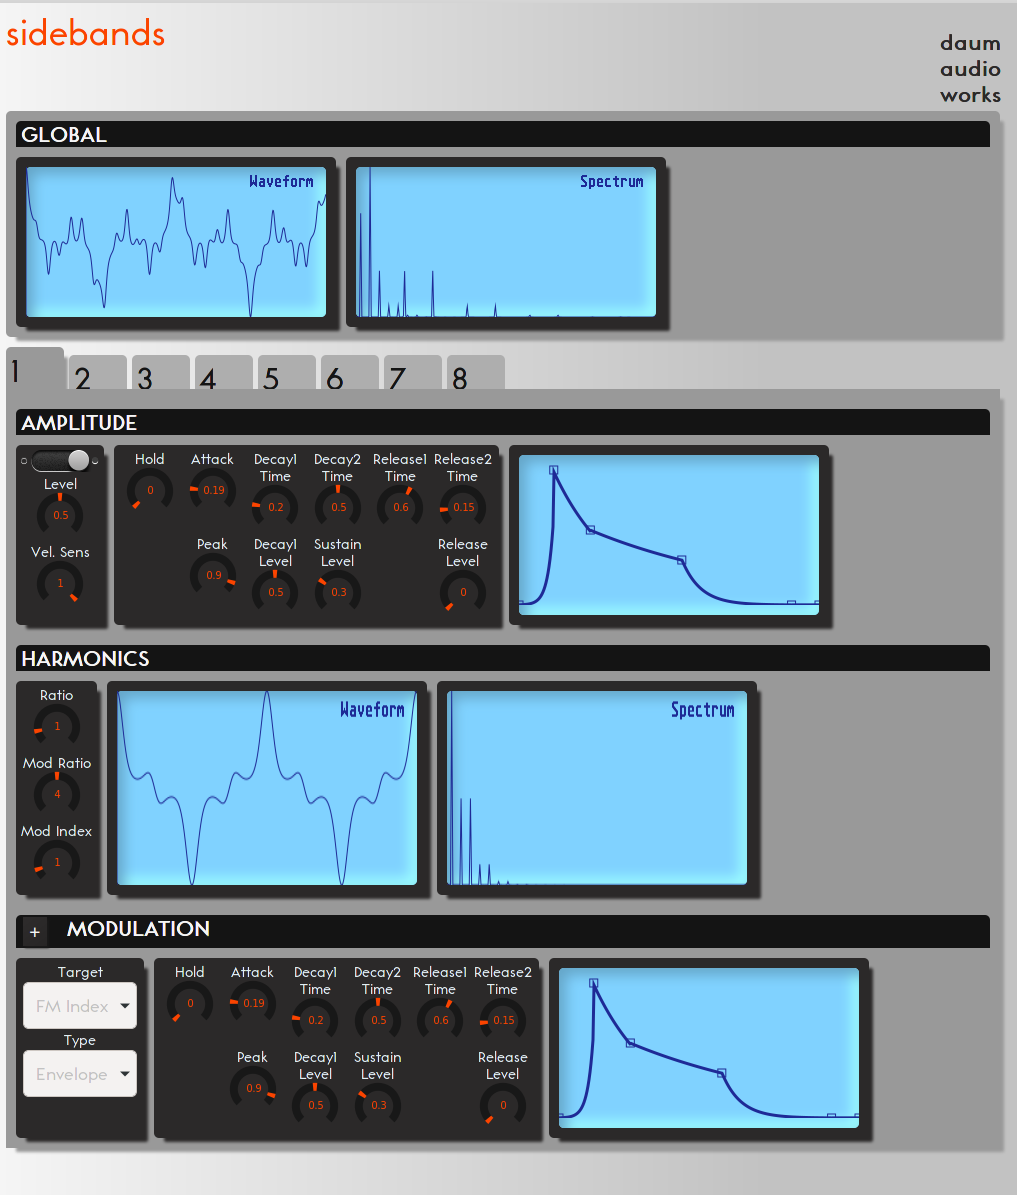 sidebands
daum
audio
works
GLOBAL
Waveform
Spectrum
1 2 3 4 5 6 7 8
AMPLITUDE
Level
0.5
Vel. Sens
1
Hold Attack Decay1 Time Decay2 Time Release1 Time Release2 Time
0 0.19 0.2 0.5 0.6 0.15
Peak Decay1 Level Sustain Level Release Level
0.9 0.5 0.3 0
HARMONICS
Ratio
1
Mod Ratio
4
Mod Index
1
Waveform
Spectrum
+ MODULATION
Target
FM Index
Type
Envelope
Hold Attack Decay1 Time Decay2 Time Release1 Time Release2 Time
0 0.19 0.2 0.5 0.6 0.15
Peak Decay1 Level Sustain Level Release Level
0.9 0.5 0.3 0